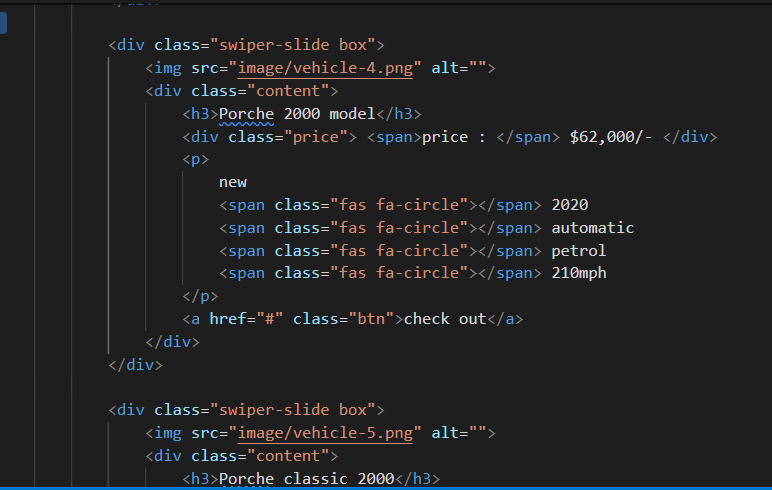 <div class="swiper-slide box">
<img src="image/vehicle-4.png" alt="">
<div class="content">
<h3>Porche 2000 model</h3>
<div class="price"> <span>price : </span> $62,000/- </div>
<p>
new
<span class="fas fa-circle"></span> 2020
<span class="fas fa-circle"></span> automatic
<span class="fas fa-circle"></span> petrol
<span class="fas fa-circle"></span> 210mph
</p>
<a href="#" class="btn">check out</a>
</div>
</div>
<div class="swiper-slide box">
<img src="image/vehicle-5.png" alt="">
<div class="content">
<h3>Porche classic 2000</h3>